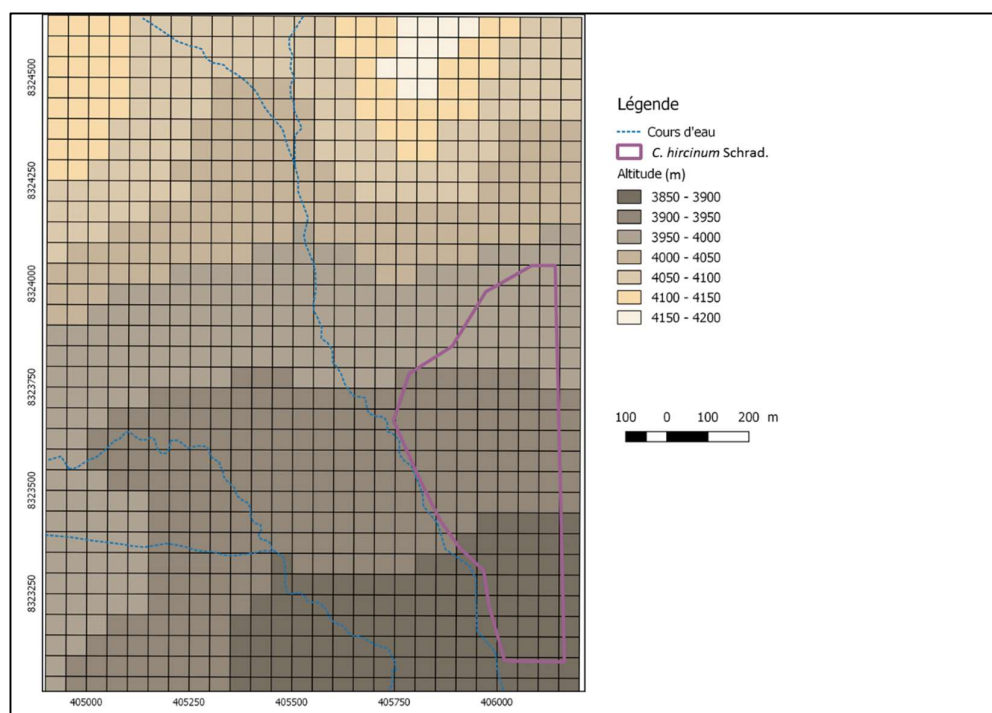 8324500
8324250
8324000
8323750
8323500
8323250
405000 405250 405500 405750 406000
Légende
Cours d'eau
C. hircinum Schrad.
Altitude (m)
3850 - 3900
3900 - 3950
3950 - 4000
4000 - 4050
4050 - 4100
4100 - 4150
4150 - 4200
100 0 100 200 m